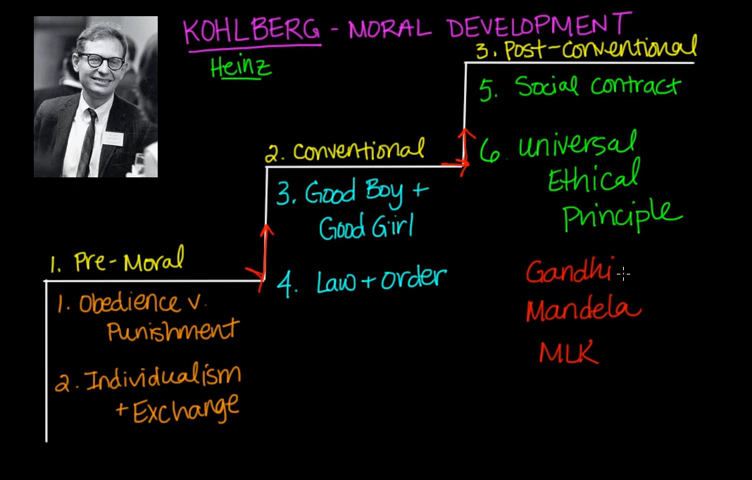 KOHLBERG - MORAL DEVELOPMENT
Heinz
3. Post-conventional
5. Social contract
6. universal
Ethical
Principle
Gandhi
Mandela
MLK
2. conventional
3. Good Boy +
Good Girl
4. Law + order
1. Pre-Moral
1. Obedience v.
Punishment
2. Individualism
+ Exchange